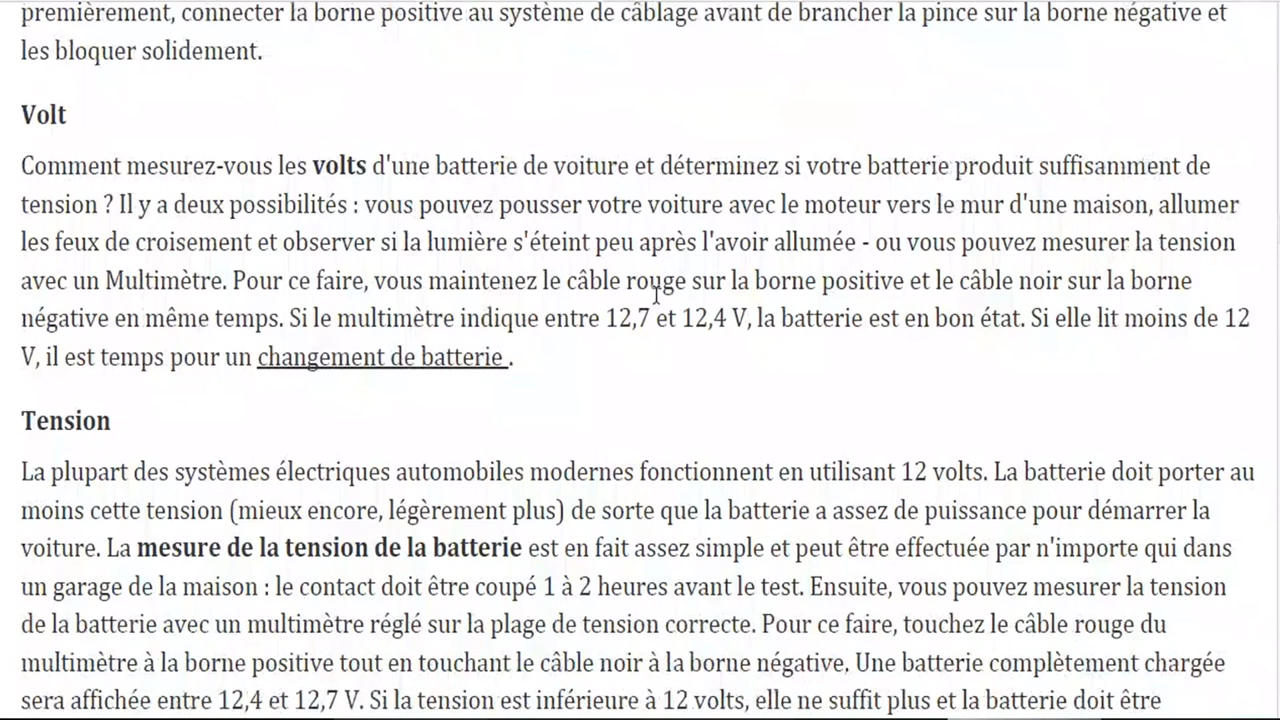 premièrement, connecter la borne positive au système de câblage avant de brancher la pince sur la borne négative et
les bloquer solidement.
Volt
Comment mesurez-vous les volts d'une batterie de voiture et déterminez si votre batterie produit suffisamment de
tension ? Il y a deux possibilités : vous pouvez pousser votre voiture avec le moteur vers le mur d'une maison, allumer
les feux de croisement et observer si la lumière s'éteint peu après l'avoir allumée - ou vous pouvez mesurer la tension
avec un Multimètre. Pour ce faire, vous maintenez le câble rouge sur la borne positive et le câble noir sur la borne
négative en même temps. Si le multimètre indique entre 12,7 et 12,4 V, la batterie est en bon état. Si elle lit moins de 12
V, il est temps pour un changement de batterie .
Tension
La plupart des systèmes électriques automobiles modernes fonctionnent en utilisant 12 volts. La batterie doit porter au
moins cette tension (mieux encore, légèrement plus) de sorte que la batterie a assez de puissance pour démarrer la
voiture. La mesure de la tension de la batterie est en fait assez simple et peut être effectuée par n'importe qui dans
un garage de la maison : le contact doit être coupé 1 à 2 heures avant le test. Ensuite, vous pouvez mesurer la tension
de la batterie avec un multimètre réglé sur la plage de tension correcte. Pour ce faire, touchez le câble rouge du
multimètre à la borne positive tout en touchant le câble noir à la borne négative. Une batterie complètement chargée
sera affichée entre 12,4 et 12,7 V. Si la tension est inférieure à 12 volts, elle ne suffit plus et la batterie doit être